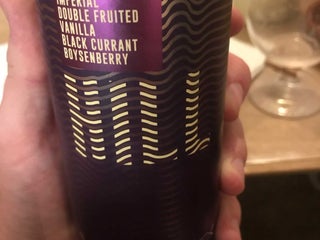 IMPERIAL
DOUBLE FRUITED
VANILLA
BLACK CURRANT
BOYSENBERRY